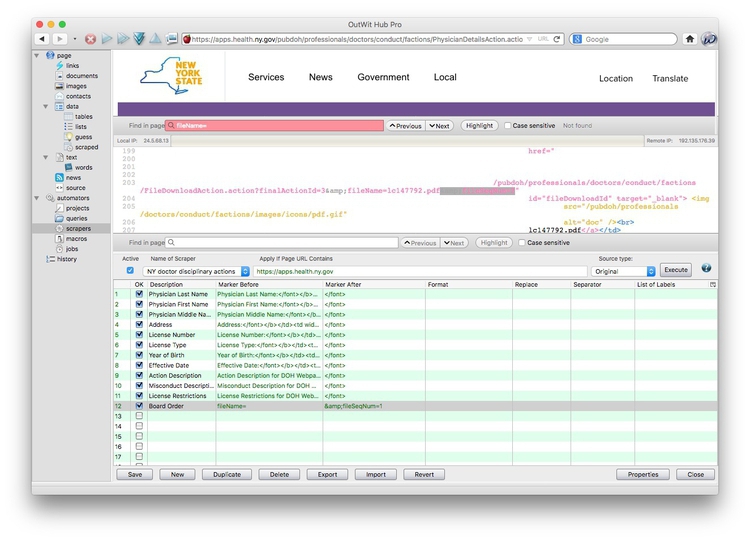 OutWit Hub Pro
https://apps.health.ny.gov/pubdoh/professionals/doctors/conduct/factions/PhysicianDetailsAction.actio
URL
Google
page
links
documents
images
contacts
data
tables
lists
guess
scraped
text
words
news
source
automators
projects
queries
scrapers
macros
jobs
history
NEW YORK STATE
Services News Government Local Location Translate
Find in page fileName= Previous Next Highlight Case sensitive Not found
Local IP: 24.5.68.13 Remote IP: 192.135.176.39
199 href="
200
201
202
203 /pubdoh/professionals/doctors/conduct/factions
/FileDownloadAction.action?finalActionId=3&amp;fileName=lc147792.pdf
204 id="fileDownloadId" target="_blank"> <img
205 src="/pubdoh/professionals
/doctors/conduct/factions/images/icons/pdf.gif"
206 alt="doc" /><br>
207 lc147792.pdf</a></td>
Find in page Previous Next Highlight Case sensitive
Active Name of Scraper Apply if Page URL Contains Source type:
NY doctor disciplinary actions https://apps.health.ny.gov Original Execute
OK Description Marker Before Marker After Format Replace Separator List of Labels
1 Physician Last Name Physician Last Name:</font></b>... </font>
2 Physician First Name Physician First Name:</font></b>... </font>
3 Physician Middle Na... Physician Middle Name:</font></... </font>
4 Address Address:</font></b></td><td wid... </font>
5 License Number License Number:</font></b></td>... </font>
6 License Type License Type:</font></b></td><t... </font>
7 Year of Birth Year of Birth:</font></b></td><td... </font>
8 Effective Date Effective Date:</font></b></td><t... </font>
9 Action Description Action Description for DOH Webpa... </font>
10 Misconduct Descripti... Misconduct Description for DOH ... </font>
11 License Restrictions License Restrictions for DOH Web... </font>
12 Board Order fileName= &amp;fileSeqNum=1
13
14
15
16
17
Save New Duplicate Delete Export Import Revert Properties Close